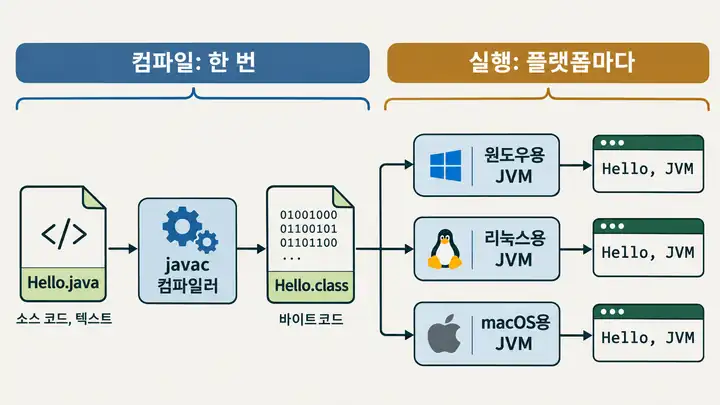 컴파일: 한 번
실행: 플랫폼마다
</>
Hello.java
소스 코드, 텍스트
javac
컴파일러
01001000
01100101
01101100
...
Hello.class
바이트 코드
윈도우용
JVM
Hello, JVM
리눅스용
JVM
Hello, JVM
macOS용
JVM
Hello, JVM